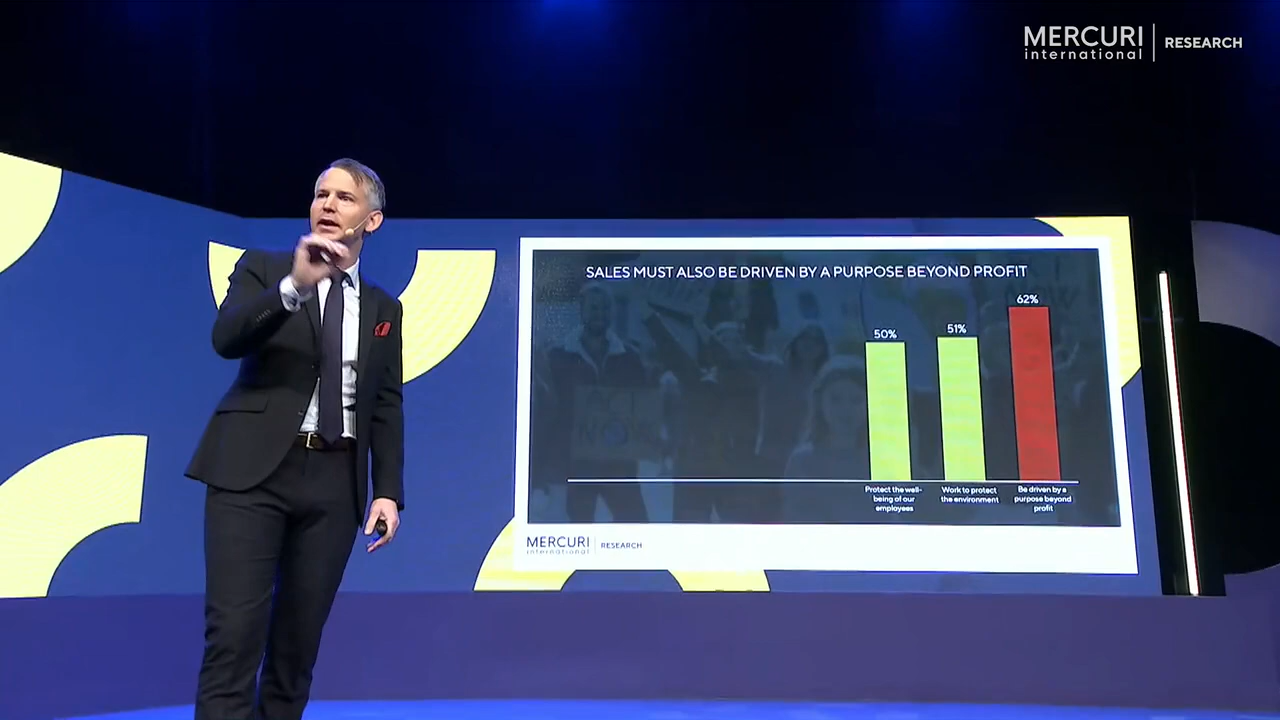 MERCURI
international
RESEARCH
SALES MUST ALSO BE DRIVEN BY A PURPOSE BEYOND PROFIT
62%
50%
51%
Protect the well-
being of our
employees
Work to protect
the environment
Be driven by a
purpose beyond
profit
MERCURI
international
RESEARCH